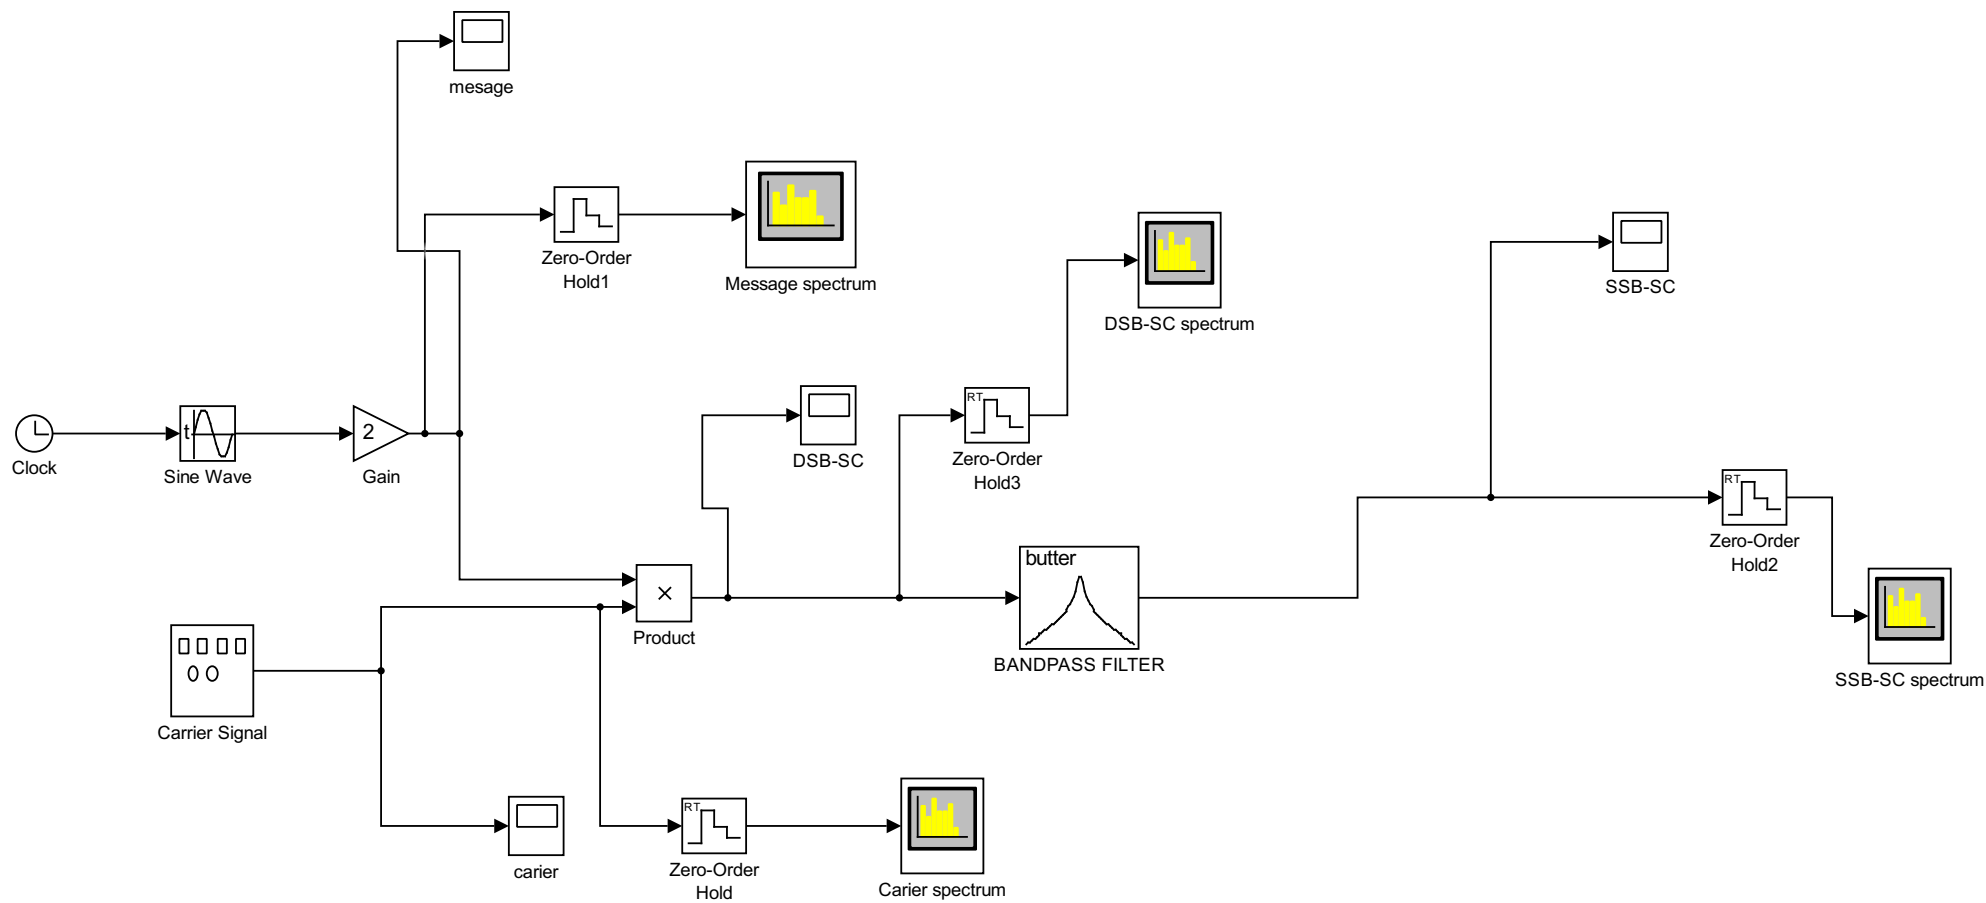 mesage
Zero-Order
Hold1
Message spectrum
DSB-SC spectrum
SSB-SC
Clock
t
Sine Wave
2
Gain
DSB-SC
RT
Zero-Order
Hold3
RT
Zero-Order
Hold2
butter
BANDPASS FILTER
×
Product
SSB-SC spectrum
Carrier Signal
carier
RT
Zero-Order
Hold
Carier spectrum